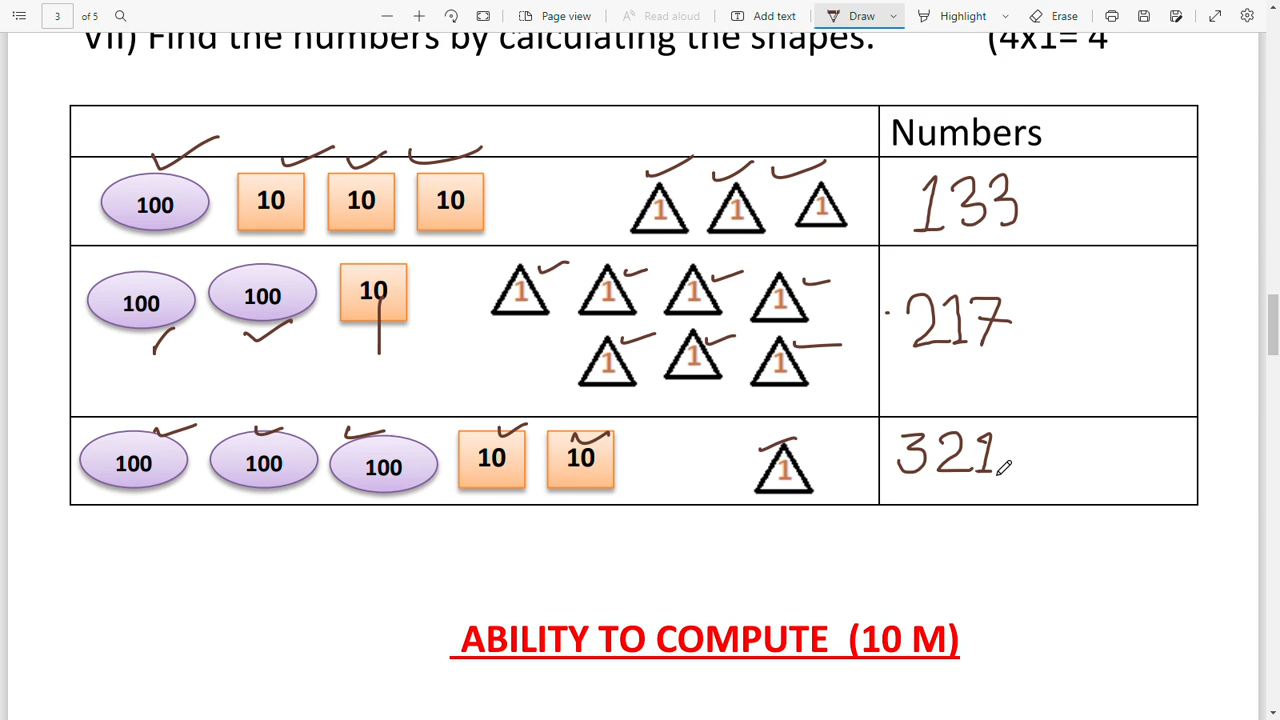 3 of 5 Page view Read aloud Add text Draw Highlight Erase
VII) Find the numbers by calculating the shapes. (4x1= 4
Numbers
100 10 10 10 1 1 1 133
100 100 10 1 1 1 1 217
1 1 1
100 100 100 10 10 1 321
ABILITY TO COMPUTE (10 M)